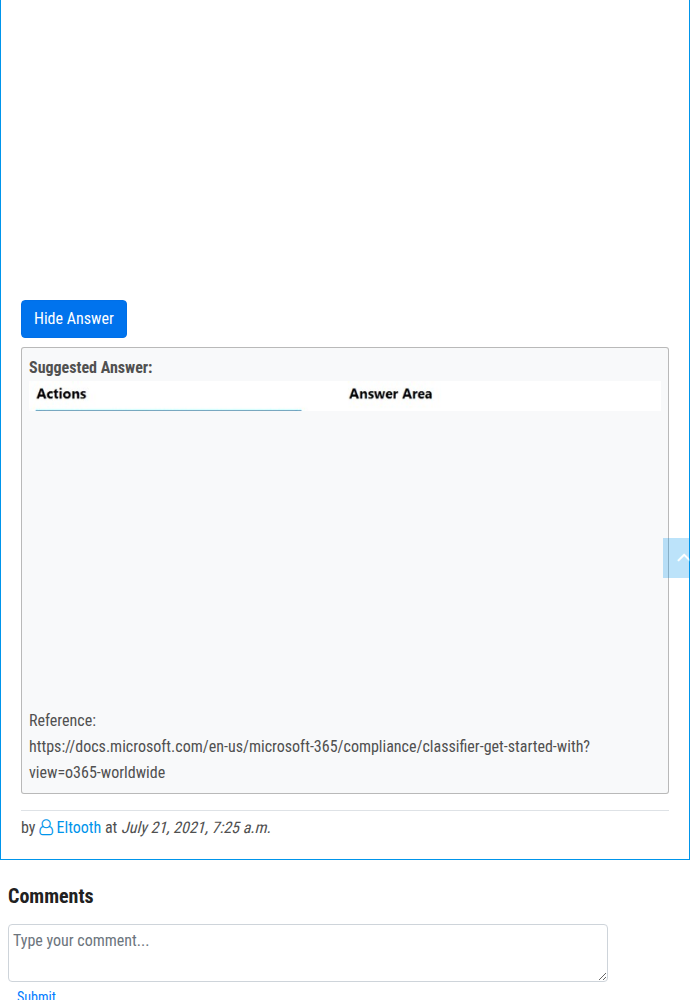 Hide Answer
Suggested Answer:
Actions Answer Area
Reference:
https://docs.microsoft.com/en-us/microsoft-365/compliance/classifier-get-started-with?
view=o365-worldwide
by Eltooth at July 21, 2021, 7:25 a.m.
Comments
Type your comment...
Submit